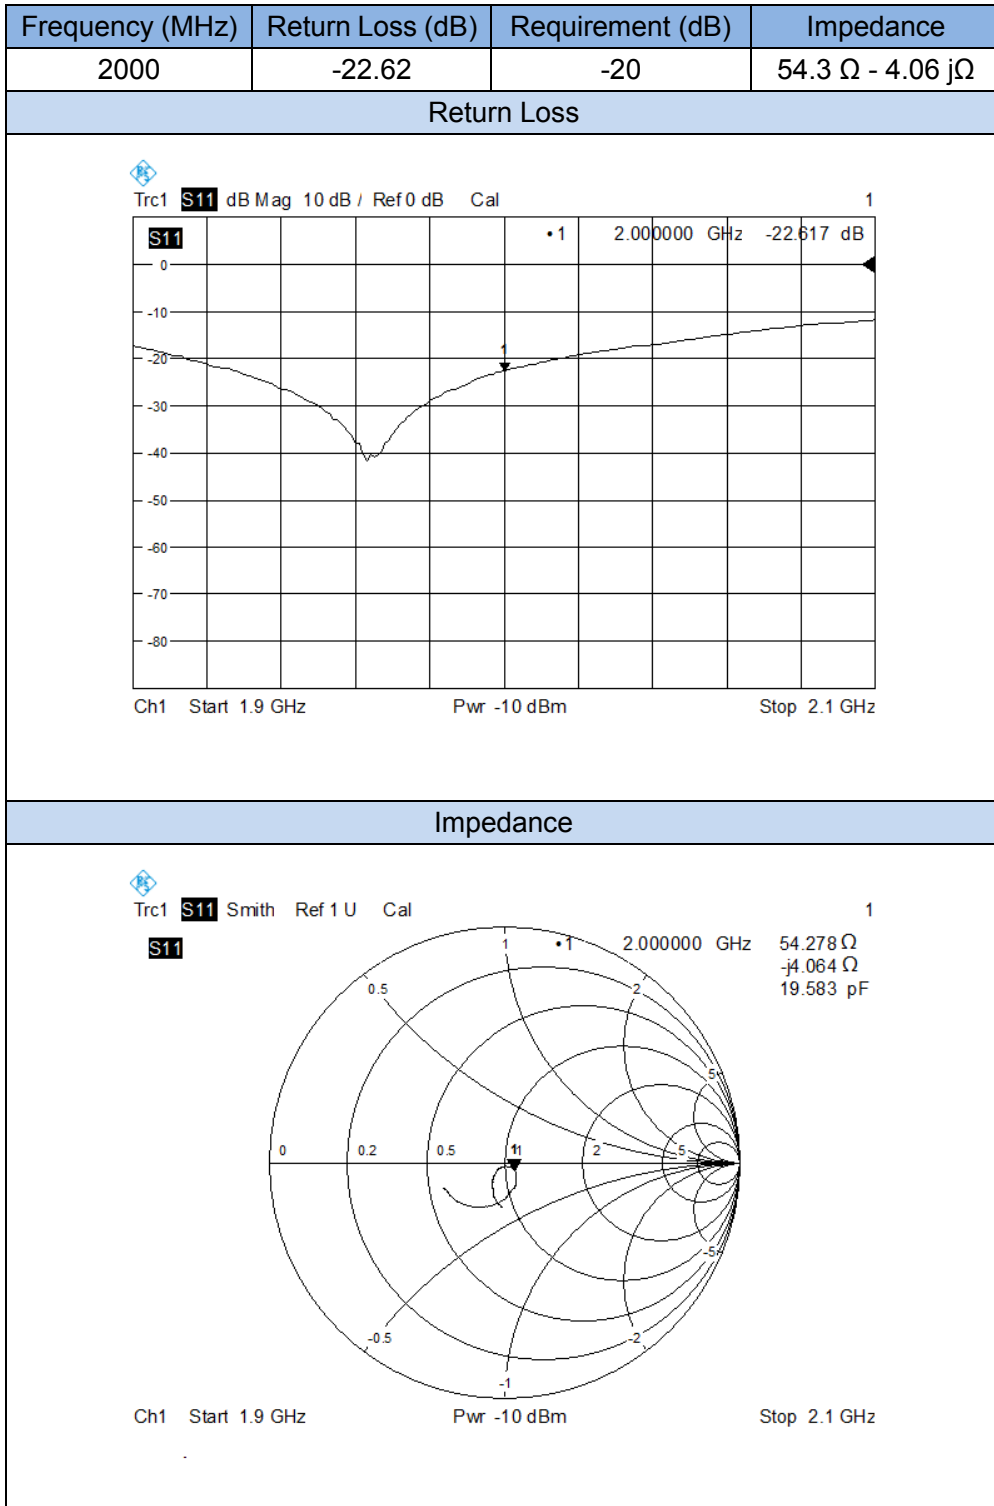 Frequency (MHz) Return Loss (dB) Requirement (dB) Impedance
2000 -22.62 -20 54.3 Ω - 4.06 jΩ
Return Loss
Trc1 S11 dB Mag 10 dB / Ref 0 dB Cal 1
S11 •1 2.000000 GHz -22.617 dB
0
-10
1
-20
-30
-40
-50
-60
-70
-80
Ch1 Start 1.9 GHz Pwr -10 dBm Stop 2.1 GHz
Impedance
Trc1 S11 Smith Ref 1 U Cal 1
S11 1 •1 2.000000 GHz 54.278 Ω
-j4.064 Ω
0.5 2 19.583 pF
5
0 0.2 0.5 1 1 2 5
-5
-0.5 -2
-1
Ch1 Start 1.9 GHz Pwr -10 dBm Stop 2.1 GHz